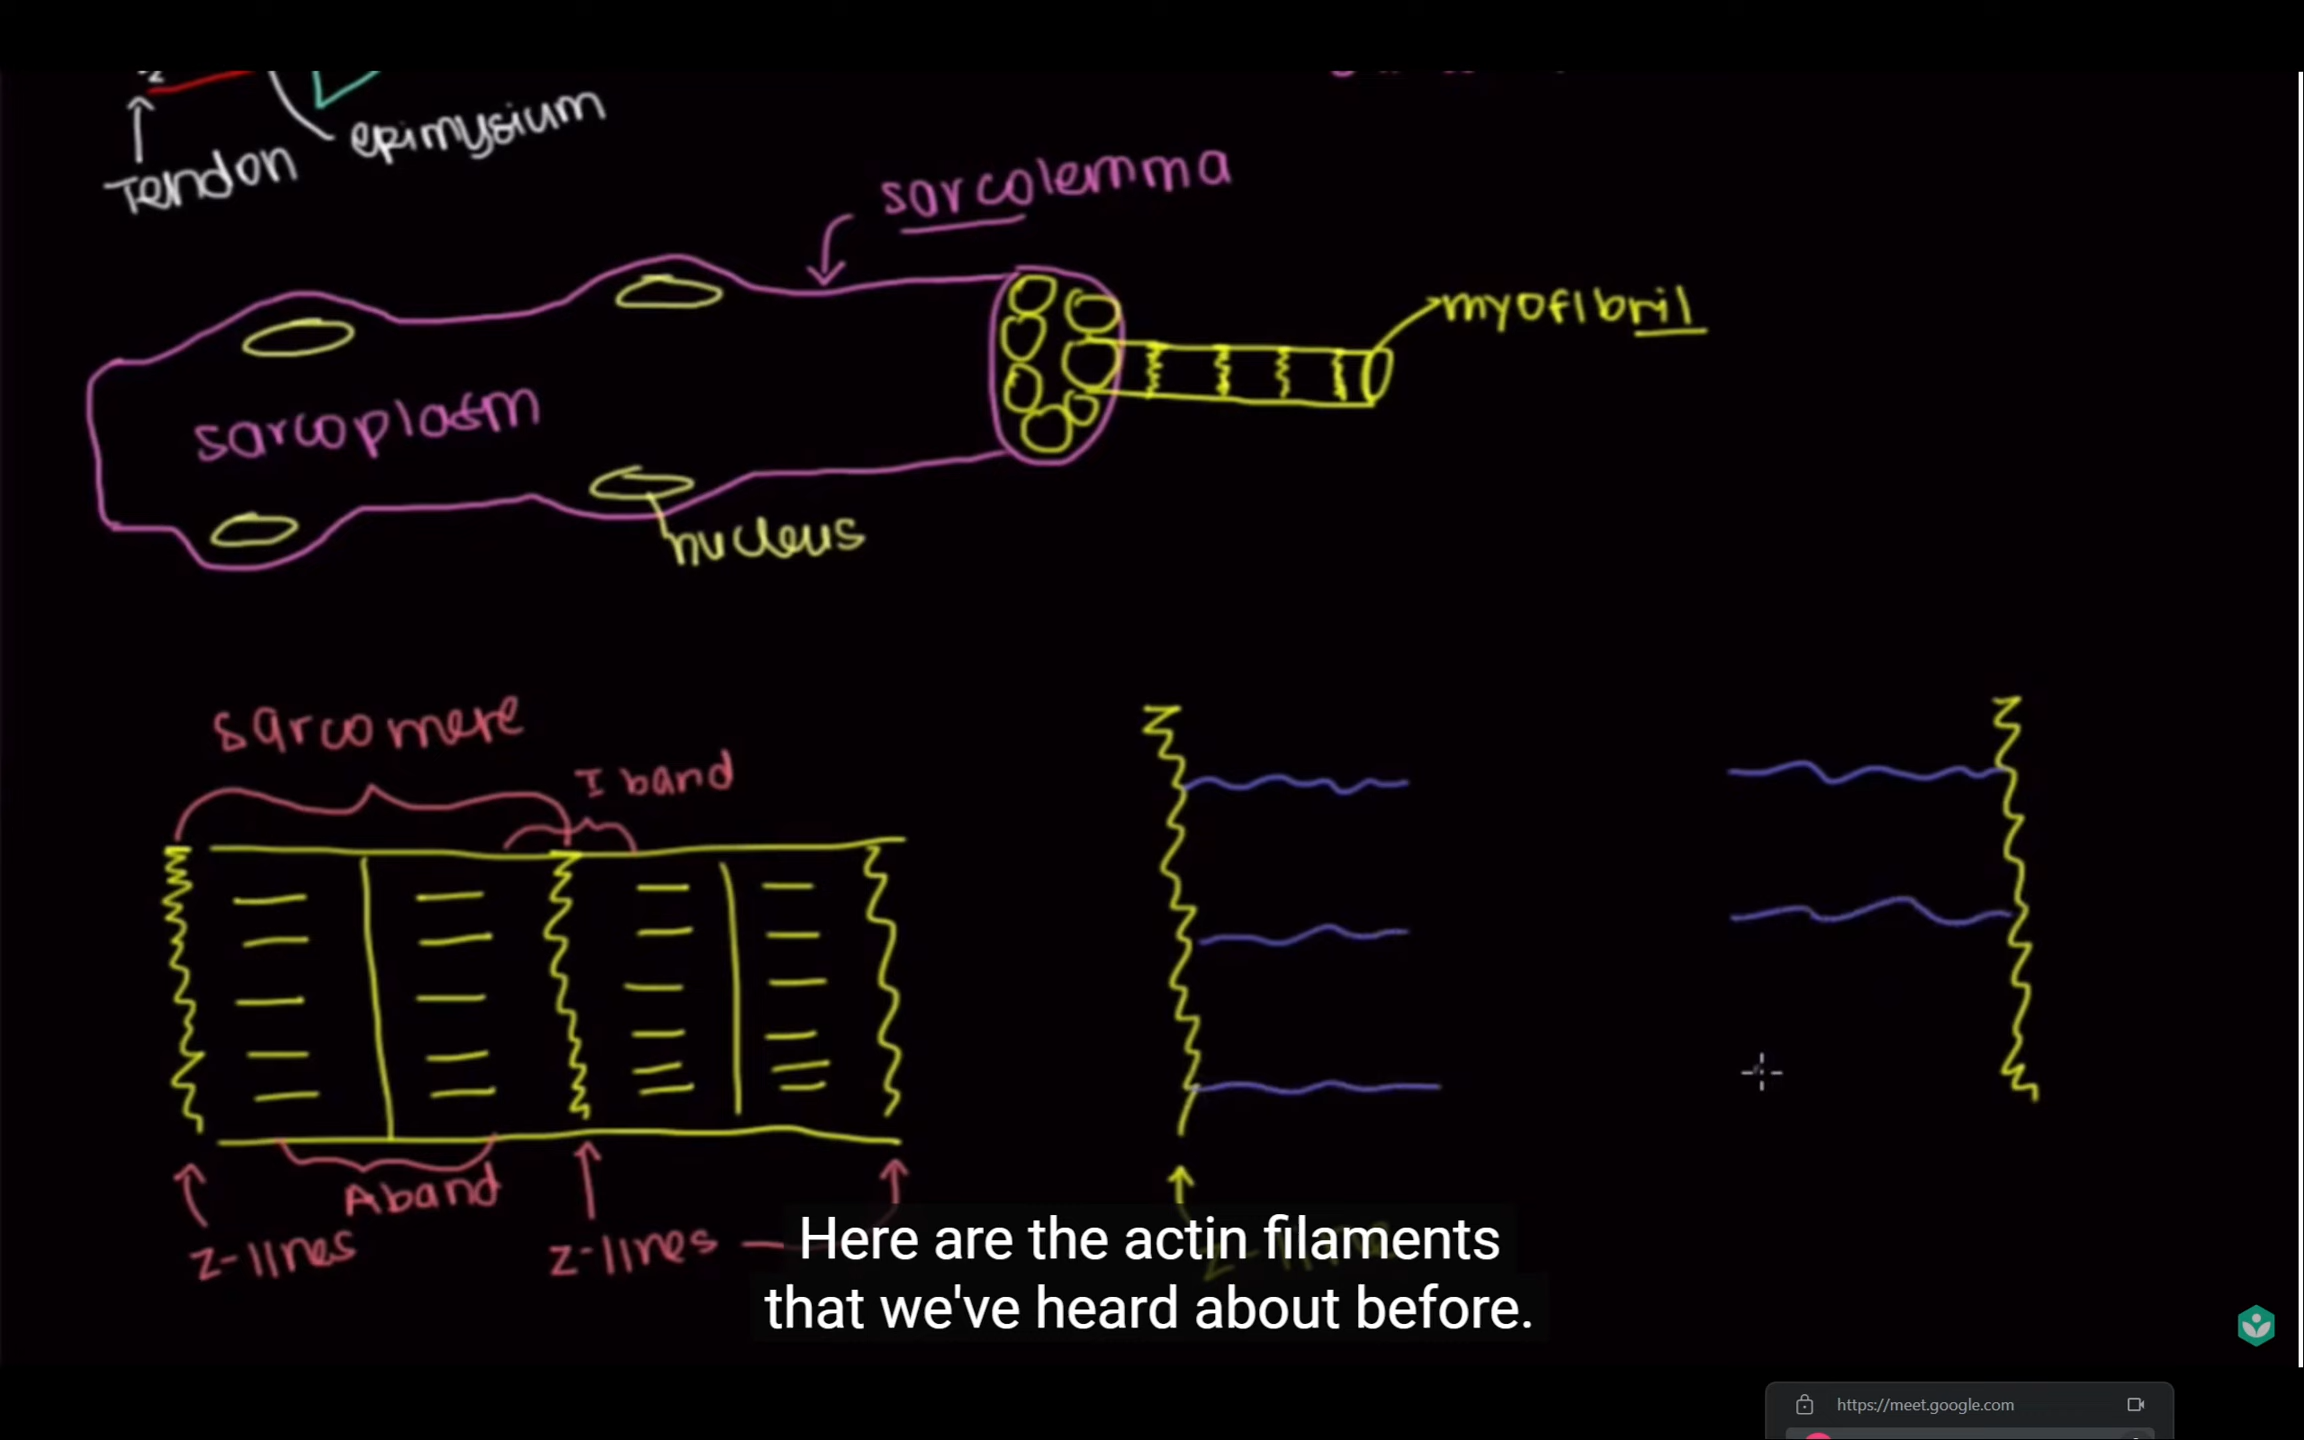 Tendon
epimysium
sarcolemma
myofibril
sarcoplasm
nucleus
sarcomere
I band
A band
z-lines
z-lines
Here are the actin filaments
that we've heard about before.
https://meet.google.com